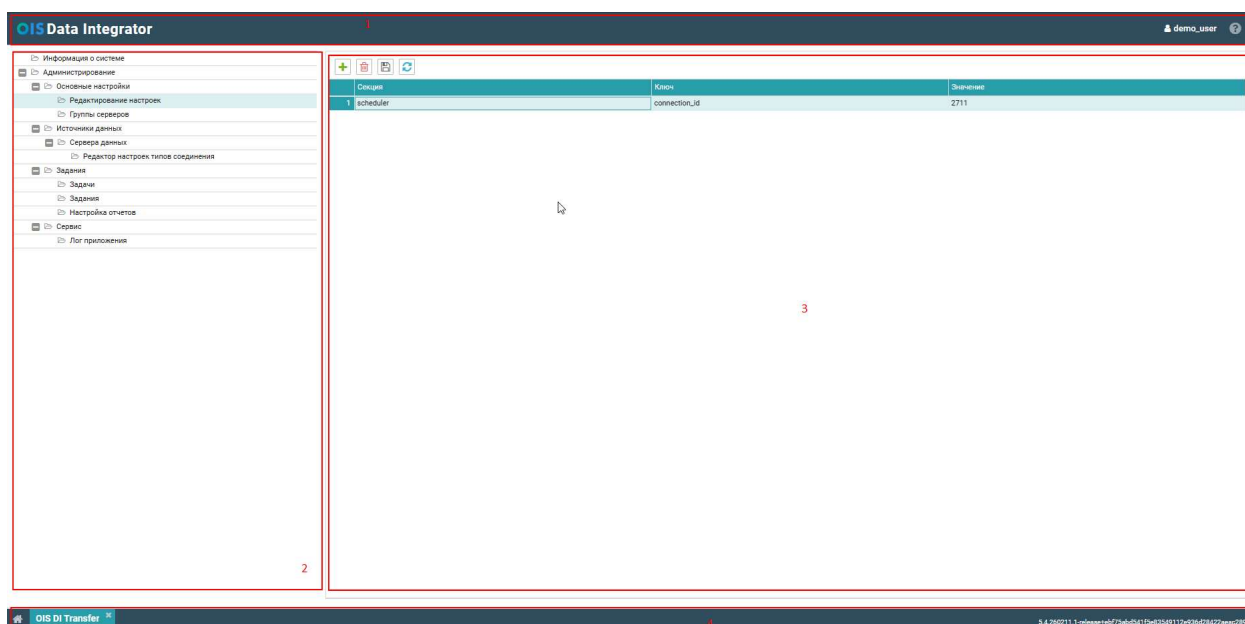 OIS Data Integrator
1
demo_user
Информация о системе
Администрирование
Основные настройки
Редактирование настроек
Группы серверов
Источники данных
Сервера данных
Редактор настроек типов соединения
Задания
Задачи
Задания
Настройка отчетов
Сервис
Лог приложения
2
Секция Ключ Значение
1 scheduler connection_id 2711
3
OIS DI Transfer
4